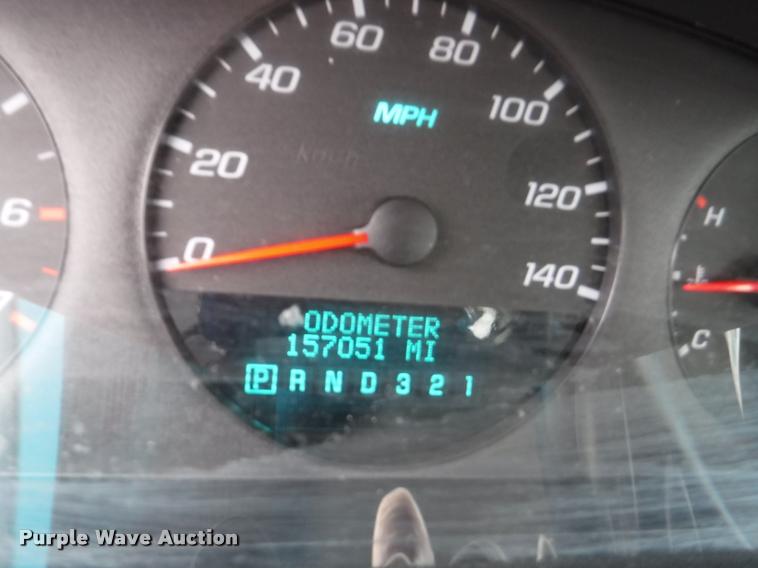 60
80
40
MPH
100
km/h
20
120
6
H
0
140
ODOMETER
157051 MI
C
P R N D 3 2 1
Purple Wave Auction